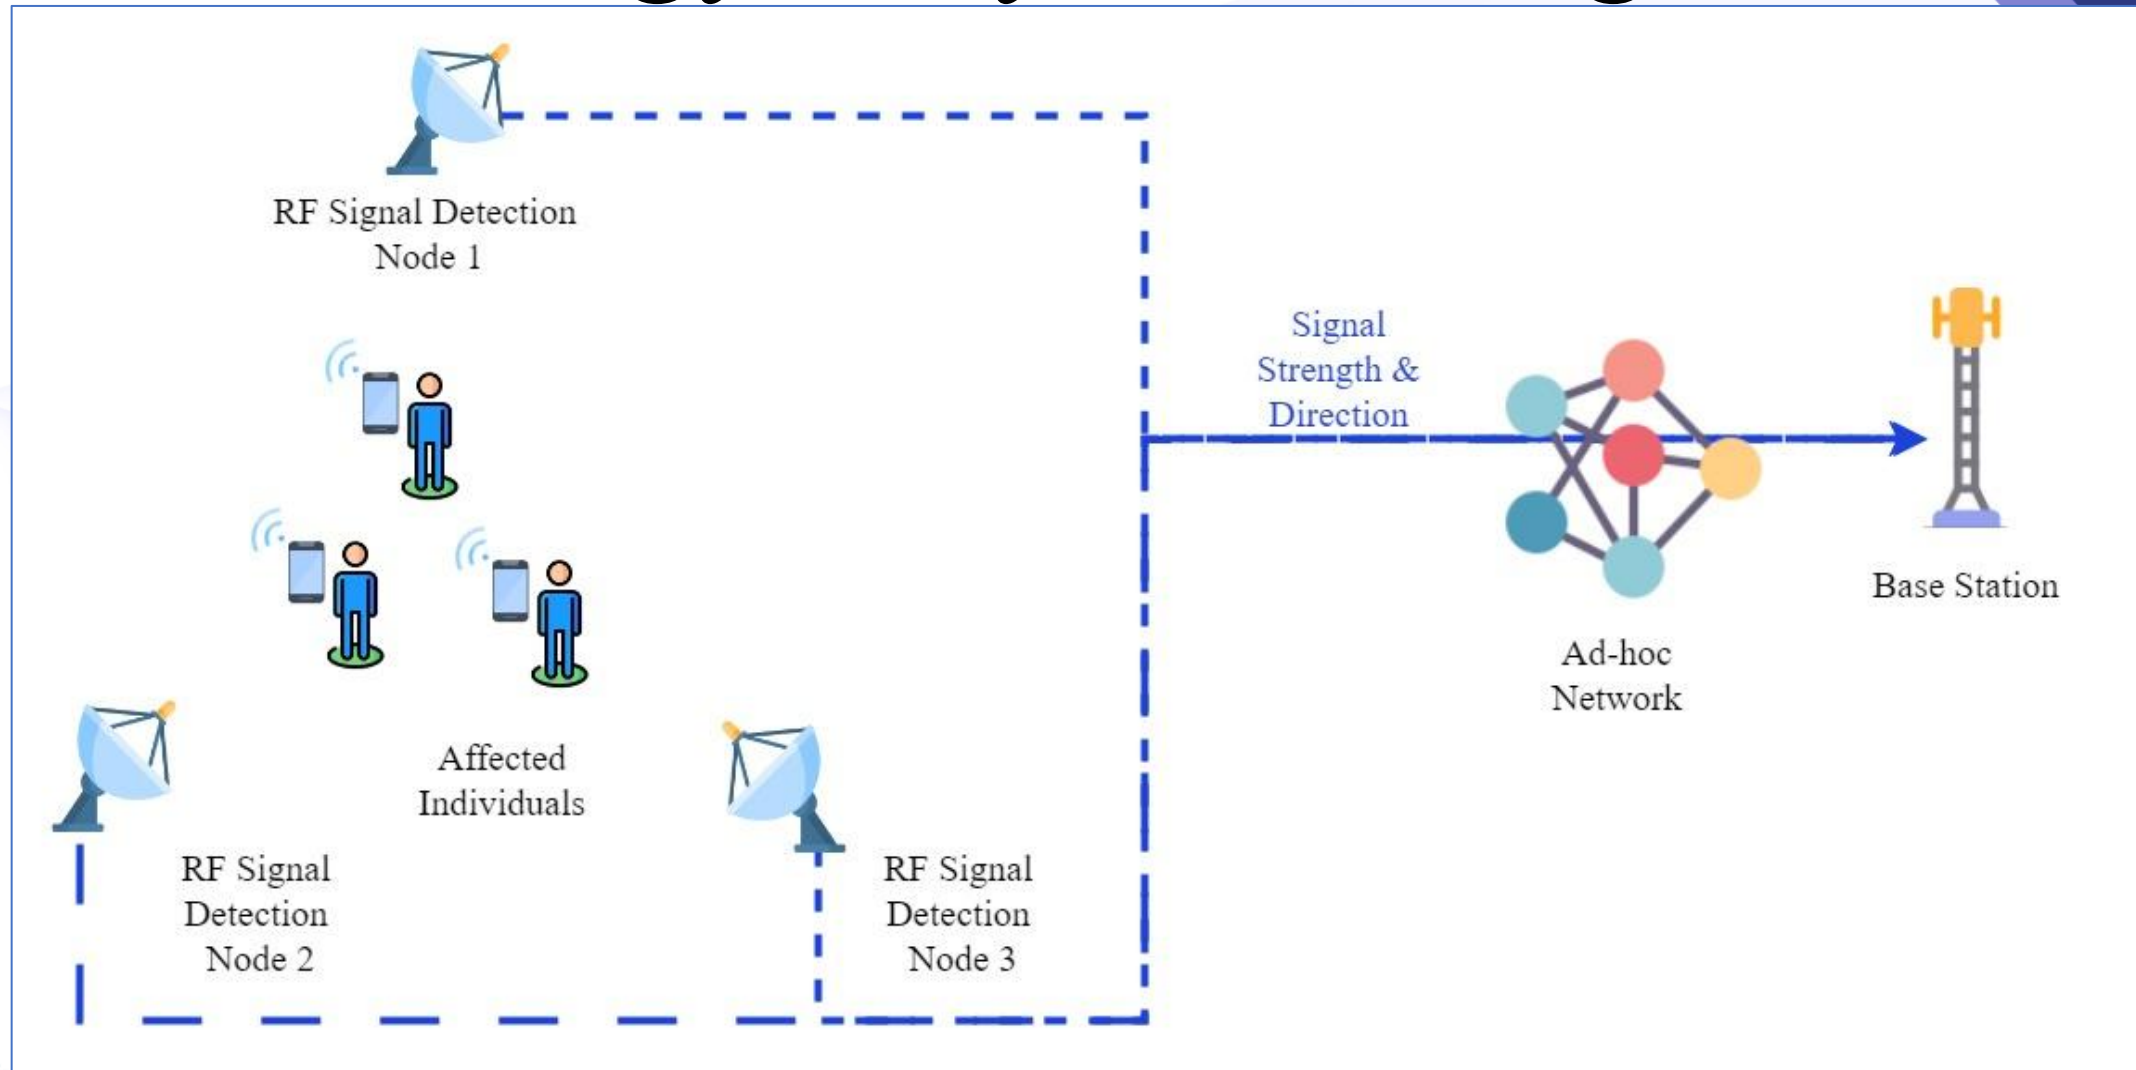 RF Signal Detection
Node 1
Signal
Strength &
Direction
Base Station
Ad-hoc
Network
Affected
Individuals
RF Signal
Detection
Node 2
RF Signal
Detection
Node 3